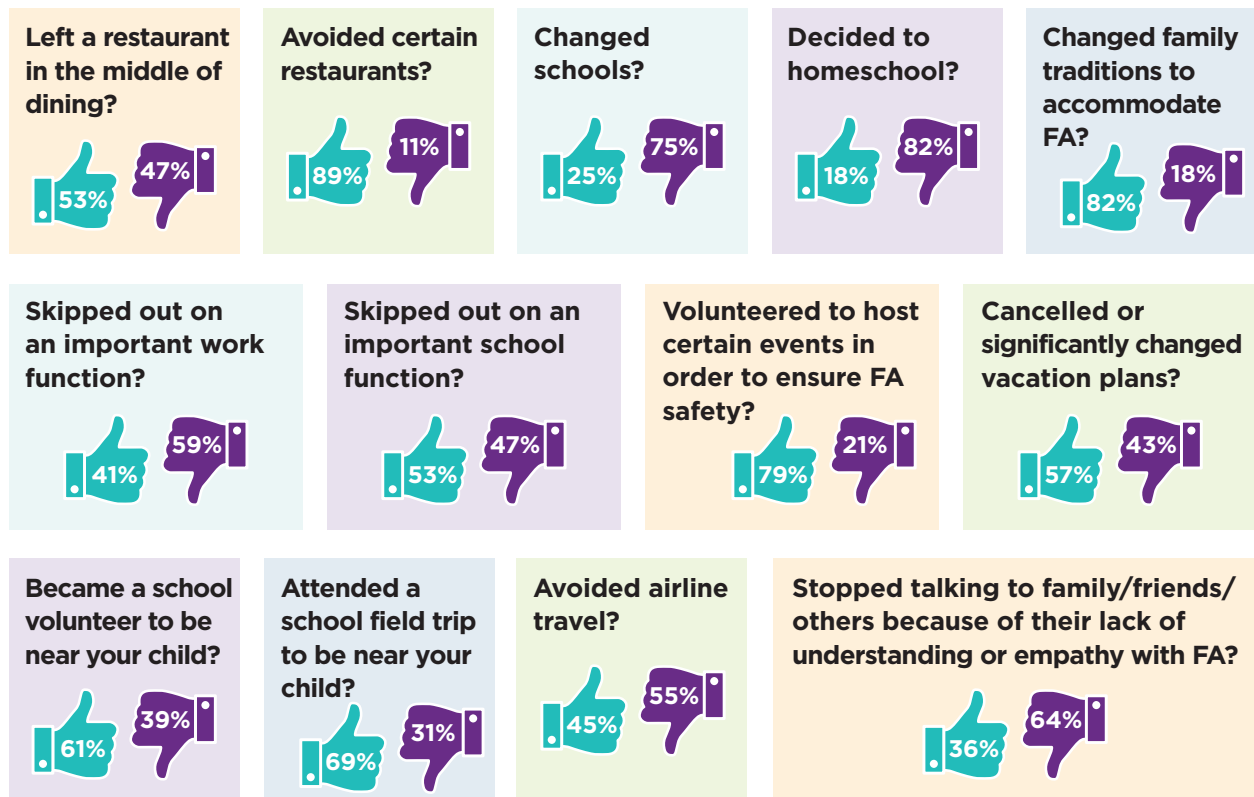 Left a restaurant
in the middle of
dining?
53%
47%
Avoided certain
restaurants?
89%
11%
Changed
schools?
25%
75%
Decided to
homeschool?
18%
82%
Changed family
traditions to
accommodate
FA?
82%
18%
Skipped out on
an important work
function?
41%
59%
Skipped out on an
important school
function?
53%
47%
Volunteered to host
certain events in
order to ensure FA
safety?
79%
21%
Cancelled or
significantly changed
vacation plans?
57%
43%
Became a school
volunteer to be
near your child?
61%
39%
Attended a
school field trip
to be near your
child?
69%
31%
Avoided airline
travel?
45%
55%
Stopped talking to family/friends/
others because of their lack of
understanding or empathy with FA?
36%
64%